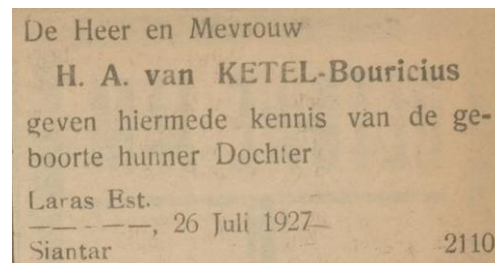 De Heer en Mevrouw
H. A. van KETEL-Bouricius
geven hiermede kennis van de ge-
boorte hunner Dochter
Laras Est.
— — — —, 26 Juli 1927
Siantar 2110